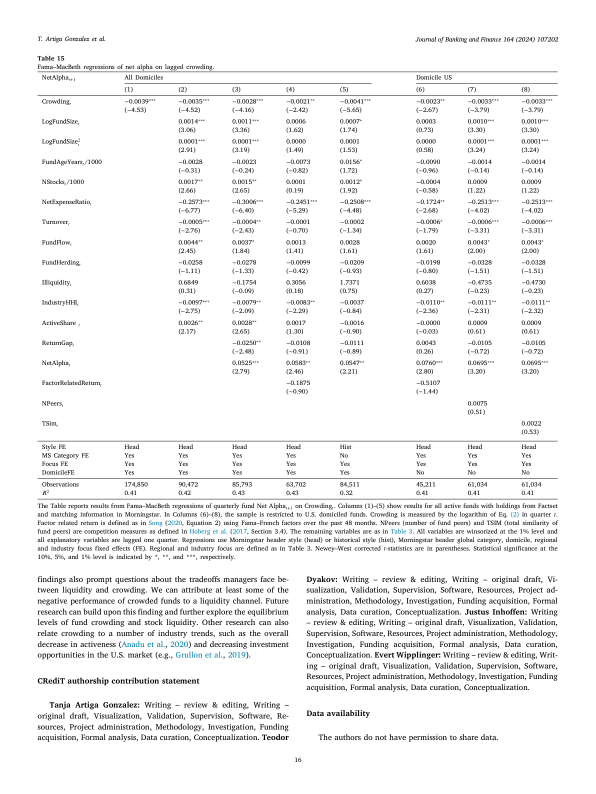 T. Artiga Gonzalez et al.
Journal of Banking and Finance 164 (2024) 107202
Table 15
Fama–MacBeth regressions of net alpha on lagged crowding.
NetAlphaₜ₊₁ All Domiciles Domicile US
(1) (2) (3) (4) (5) (6) (7) (8)
Crowdingₜ −0.0039*** −0.0035*** −0.0028*** −0.0021** −0.0041*** −0.0023** −0.0033*** −0.0033***
(−4.53) (−4.52) (−4.16) (−2.42) (−5.65) (−2.67) (−3.79) (−3.79)
LogFundSizeₜ 0.0014*** 0.0011*** 0.0006 0.0007* 0.0003 0.0010*** 0.0010***
(3.06) (3.36) (1.62) (1.74) (0.73) (3.30) (3.30)
LogFundSizeₜ² 0.0001*** 0.0001*** 0.0000 0.0001 0.0000 0.0001*** 0.0001***
(2.91) (3.19) (1.49) (1.53) (0.58) (3.24) (3.24)
FundAgeYearsₜ/1000 −0.0028 −0.0023 −0.0073 0.0156* −0.0090 −0.0014 −0.0014
(−0.31) (−0.24) (−0.82) (1.72) (−0.96) (−0.14) (−0.14)
NStocksₜ/1000 0.0017** 0.0015** 0.0001 0.0012* −0.0004 0.0009 0.0009
(2.66) (2.65) (0.19) (1.92) (−0.58) (1.22) (1.22)
NetExpenseRatioₜ −0.2573*** −0.3006*** −0.2451*** −0.2508*** −0.1724** −0.2513*** −0.2513***
(−6.77) (−6.40) (−5.29) (−4.48) (−2.68) (−4.02) (−4.02)
Turnoverₜ −0.0005*** −0.0004** −0.0001 −0.0002 −0.0006* −0.0006*** −0.0006***
(−2.76) (−2.43) (−0.70) (−1.34) (−1.79) (−3.31) (−3.31)
FundFlowₜ 0.0044** 0.0037* 0.0013 0.0028 0.0020 0.0043* 0.0043*
(2.45) (1.84) (1.41) (1.61) (1.61) (2.00) (2.00)
FundHerdingₜ −0.0258 −0.0278 −0.0099 −0.0209 −0.0198 −0.0328 −0.0328
(−1.11) (−1.33) (−0.42) (−0.93) (−0.80) (−1.51) (−1.51)
Illiquidityₜ 0.6849 −0.1754 0.3056 1.7371 0.6038 −0.4735 −0.4730
(0.31) (−0.09) (0.18) (0.75) (0.27) (−0.23) (−0.23)
IndustryHHIₜ −0.0097*** −0.0079** −0.0083** −0.0037 −0.0110** −0.0111** −0.0111**
(−2.75) (−2.09) (−2.29) (−0.84) (−2.36) (−2.31) (−2.32)
ActiveShareₜ 0.0026** 0.0028** 0.0017 −0.0016 −0.0000 0.0009 0.0009
(2.17) (2.65) (1.30) (−0.90) (−0.03) (0.61) (0.61)
ReturnGapₜ −0.0250** −0.0108 −0.0111 0.0043 −0.0105 −0.0105
(−2.48) (−0.91) (−0.89) (0.26) (−0.72) (−0.72)
NetAlphaₜ 0.0525*** 0.0583** 0.0547** 0.0760*** 0.0695*** 0.0695***
(2.79) (2.46) (2.21) (2.80) (3.20) (3.20)
FactorRelatedReturnₜ −0.1875 −0.5107
(−0.90) (−1.44)
NPeersₜ 0.0075
(0.51)
TSimₜ 0.0022
(0.53)
Style FE Head Head Head Head Hist Head Head Head
MS Category FE Yes Yes Yes Yes No Yes Yes Yes
Focus FE Yes Yes Yes Yes Yes Yes Yes Yes
DomicileFE Yes Yes Yes Yes Yes No No No
Observations 174,850 90,472 85,793 63,702 84,511 45,211 61,034 61,034
R² 0.41 0.42 0.43 0.43 0.32 0.41 0.41 0.41
The Table reports results from Fama–MacBeth regressions of quarterly fund Net Alphaₜ₊₁ on Crowdingₜ. Columns (1)–(5) show results for all active funds with holdings from Factset
and matching information in Morningstar. In Columns (6)–(8), the sample is restricted to U.S. domiciled funds. Crowding is measured by the logarithm of Eq. (2) in quarter t.
Factor related return is defined as in Song (2020, Equation 2) using Fama–French factors over the past 48 months. NPeers (number of fund peers) and TSIM (total similarity of
fund peers) are competition measures as defined in Hoberg et al. (2017, Section 3.4). The remaining variables are as in Table 3. All variables are winsorized at the 1% level and
all explanatory variables are lagged one quarter. Regressions use Morningstar header style (head) or historical style (hist), Morningstar header global category, domicile, regional
and industry focus fixed effects (FE). Regional and industry focus are defined as in Table 3. Newey–West corrected t-statistics are in parentheses. Statistical significance at the
10%, 5%, and 1% level is indicated by *, **, and ***, respectively.
findings also prompt questions about the tradeoffs managers face be-
tween liquidity and crowding. We can attribute at least some of the
negative performance of crowded funds to a liquidity channel. Future
research can build upon this finding and further explore the equilibrium
levels of fund crowding and stock liquidity. Other research can also
relate crowding to a number of industry trends, such as the overall
decrease in activeness (Anadu et al., 2020) and decreasing investment
opportunities in the U.S. market (e.g., Grullon et al., 2019).
CRediT authorship contribution statement
Tanja Artiga Gonzalez: Writing – review & editing, Writing –
original draft, Visualization, Validation, Supervision, Software, Re-
sources, Project administration, Methodology, Investigation, Funding
acquisition, Formal analysis, Data curation, Conceptualization. Teodor
Dyakov: Writing – review & editing, Writing – original draft, Vi-
sualization, Validation, Supervision, Software, Resources, Project ad-
ministration, Methodology, Investigation, Funding acquisition, Formal
analysis, Data curation, Conceptualization. Justus Inhoffen: Writing
– review & editing, Writing – original draft, Visualization, Validation,
Supervision, Software, Resources, Project administration, Methodology,
Investigation, Funding acquisition, Formal analysis, Data curation,
Conceptualization. Evert Wipplinger: Writing – review & editing, Writ-
ing – original draft, Visualization, Validation, Supervision, Software,
Resources, Project administration, Methodology, Investigation, Funding
acquisition, Formal analysis, Data curation, Conceptualization.
Data availability
The authors do not have permission to share data.
16